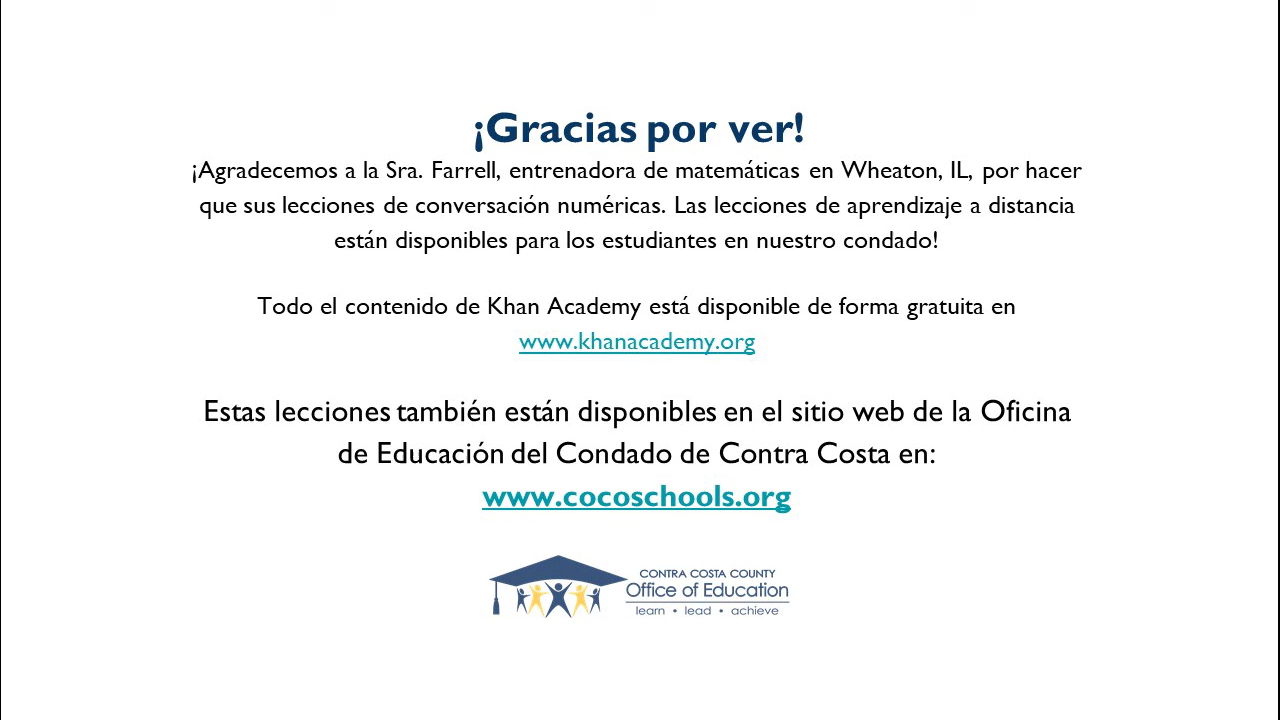 ¡Gracias por ver!
¡Agradecemos a la Sra. Farrell, entrenadora de matemáticas en Wheaton, IL, por hacer
que sus lecciones de conversación numéricas. Las lecciones de aprendizaje a distancia
están disponibles para los estudiantes en nuestro condado!
Todo el contenido de Khan Academy está disponible de forma gratuita en
www.khanacademy.org
Estas lecciones también están disponibles en el sitio web de la Oficina
de Educación del Condado de Contra Costa en:
www.cocoschools.org
CONTRA COSTA COUNTY
Office of Education
learn • lead • achieve